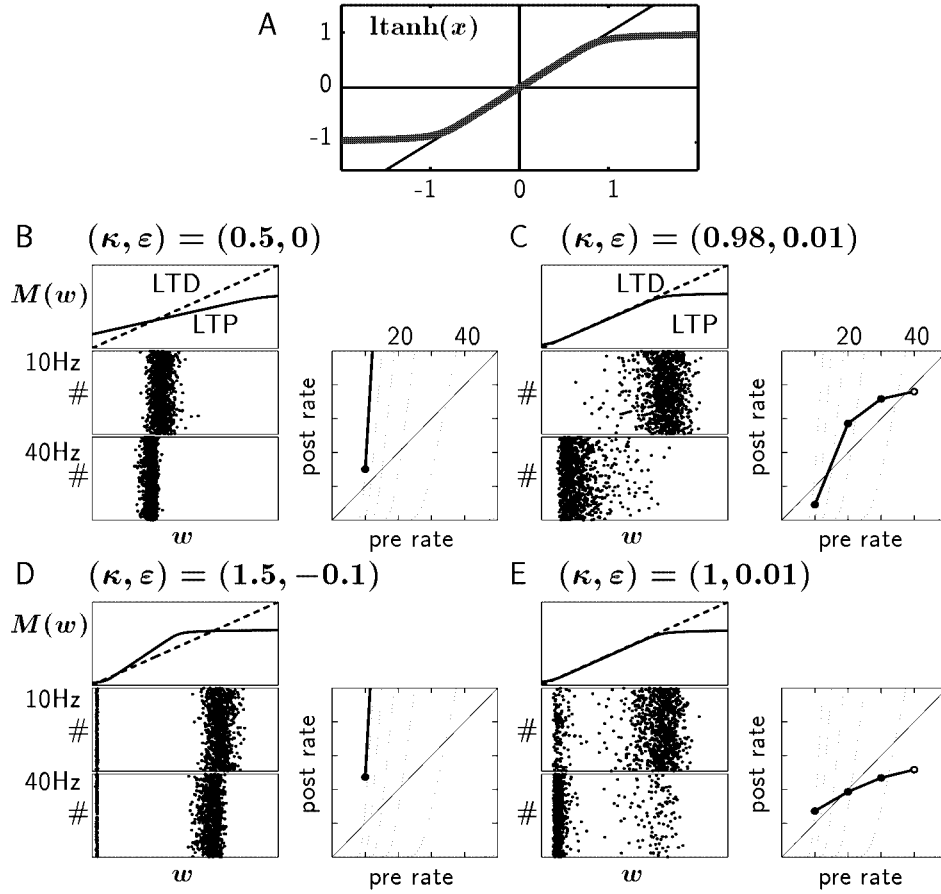 A
ltanh(x)
1
0
-1
-1 0 1
B (κ, ε) = (0.5, 0)
M(w)
LTD
LTP
10Hz
#
40Hz
#
w
20 40
post rate
pre rate
C (κ, ε) = (0.98, 0.01)
LTD
LTP
#
#
w
20 40
post rate
pre rate
D (κ, ε) = (1.5, −0.1)
M(w)
10Hz
#
40Hz
#
w
post rate
pre rate
E (κ, ε) = (1, 0.01)
#
#
w
post rate
pre rate